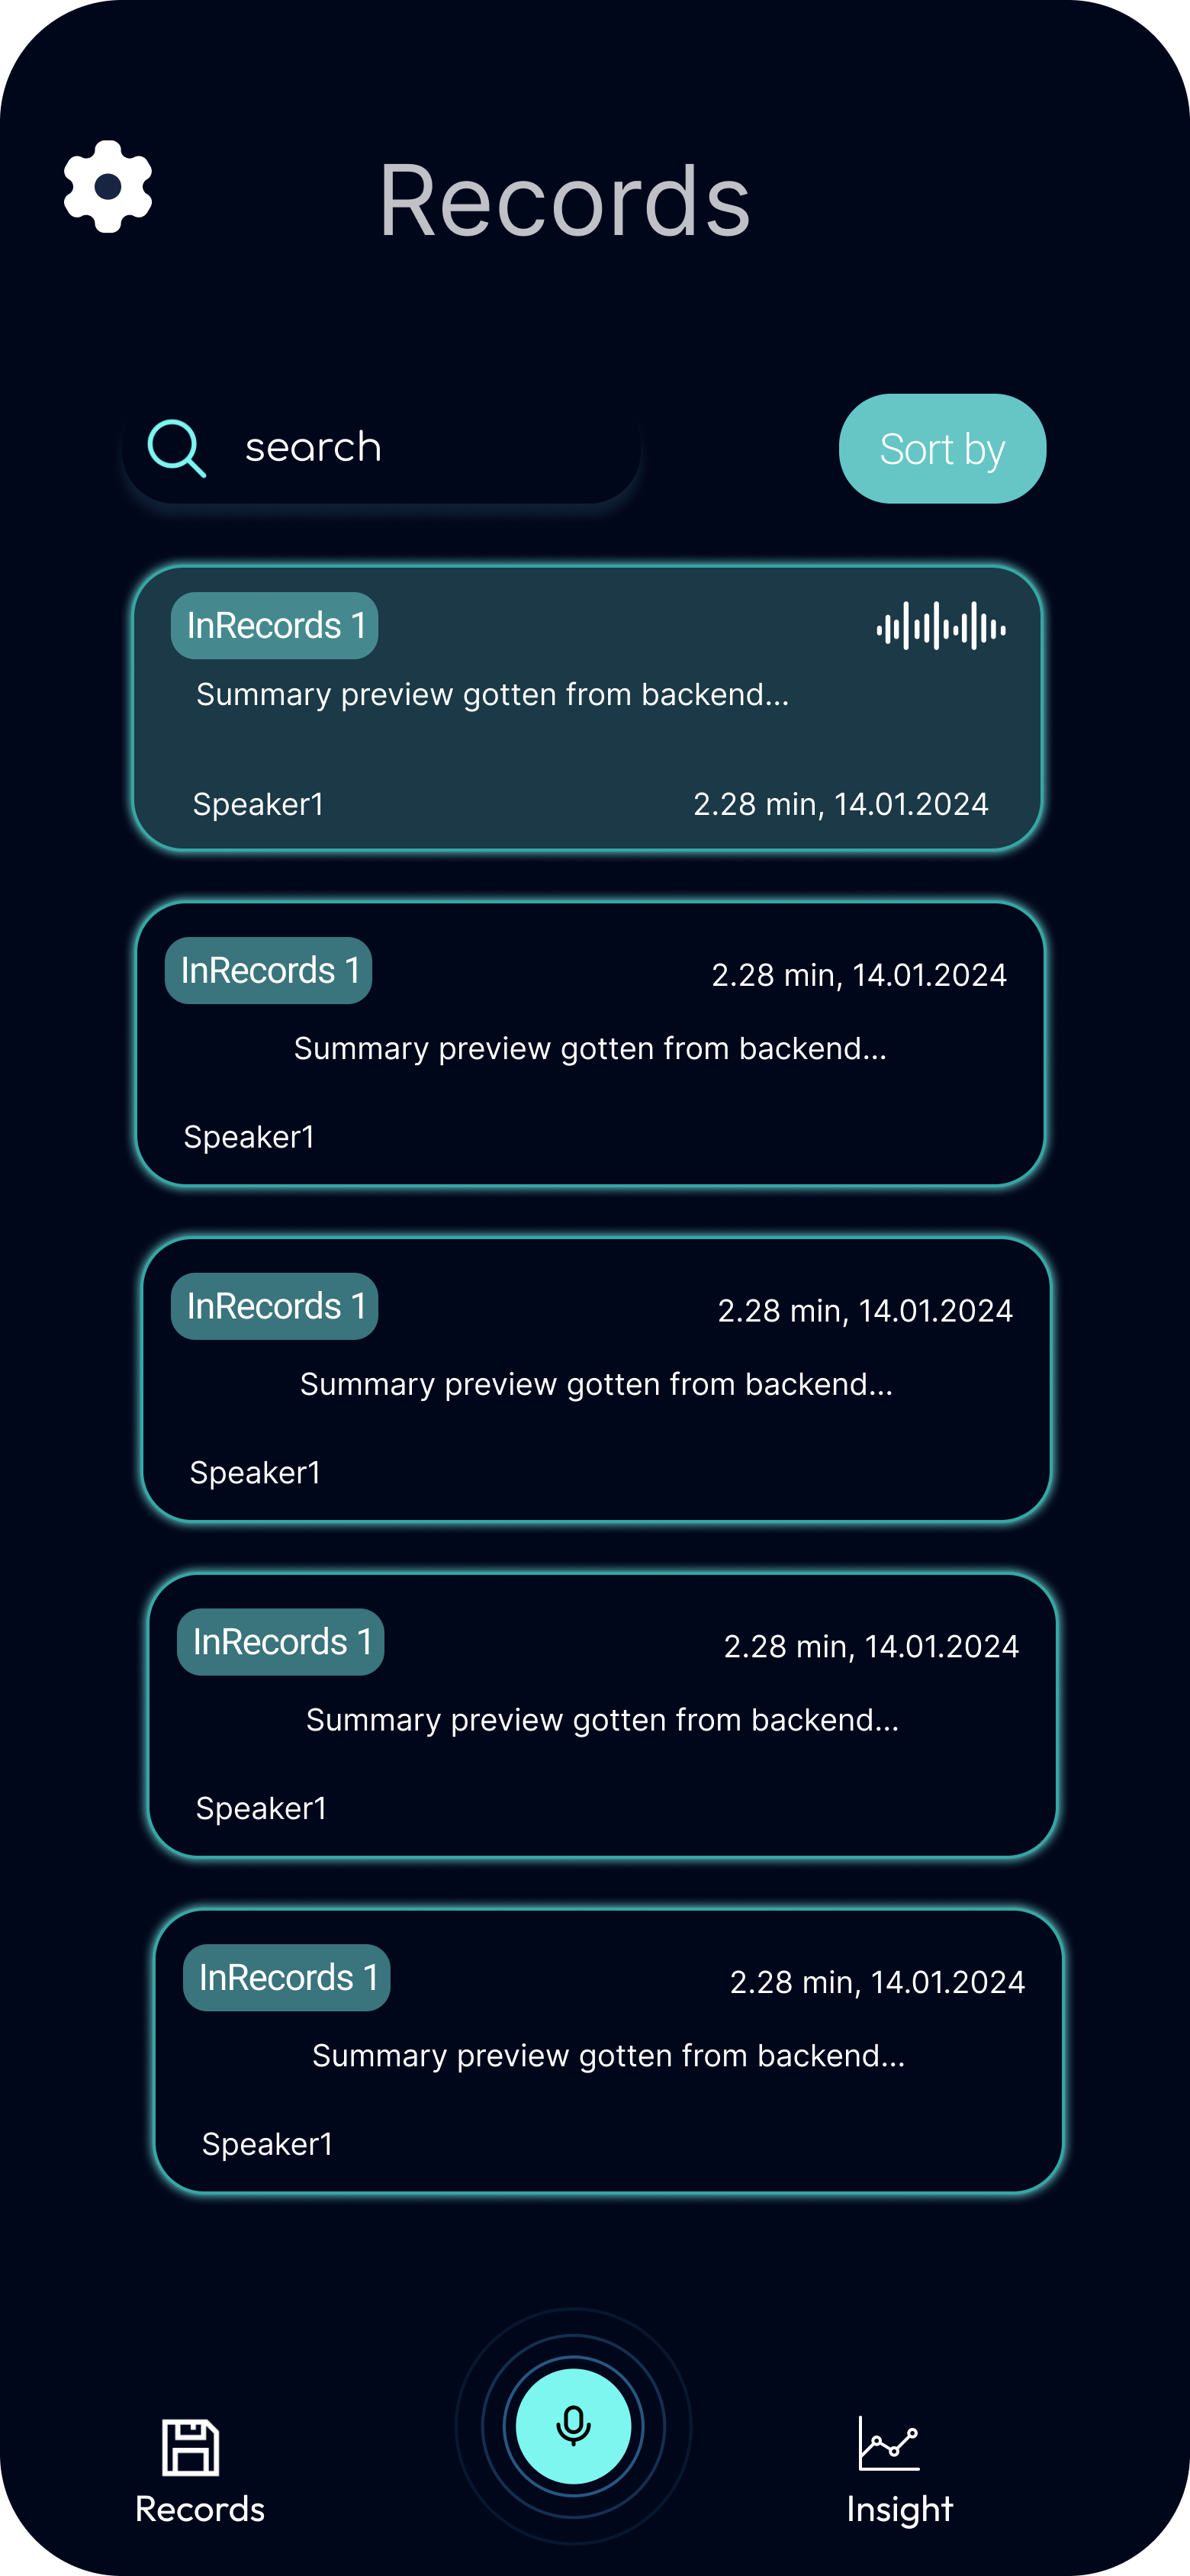 Records
search
Sort by
InRecords 1
Summary preview gotten from backend...
Speaker1
2.28 min, 14.01.2024
InRecords 1
2.28 min, 14.01.2024
Summary preview gotten from backend...
Speaker1
InRecords 1
2.28 min, 14.01.2024
Summary preview gotten from backend...
Speaker1
InRecords 1
2.28 min, 14.01.2024
Summary preview gotten from backend...
Speaker1
InRecords 1
2.28 min, 14.01.2024
Summary preview gotten from backend...
Speaker1
Records
Insight